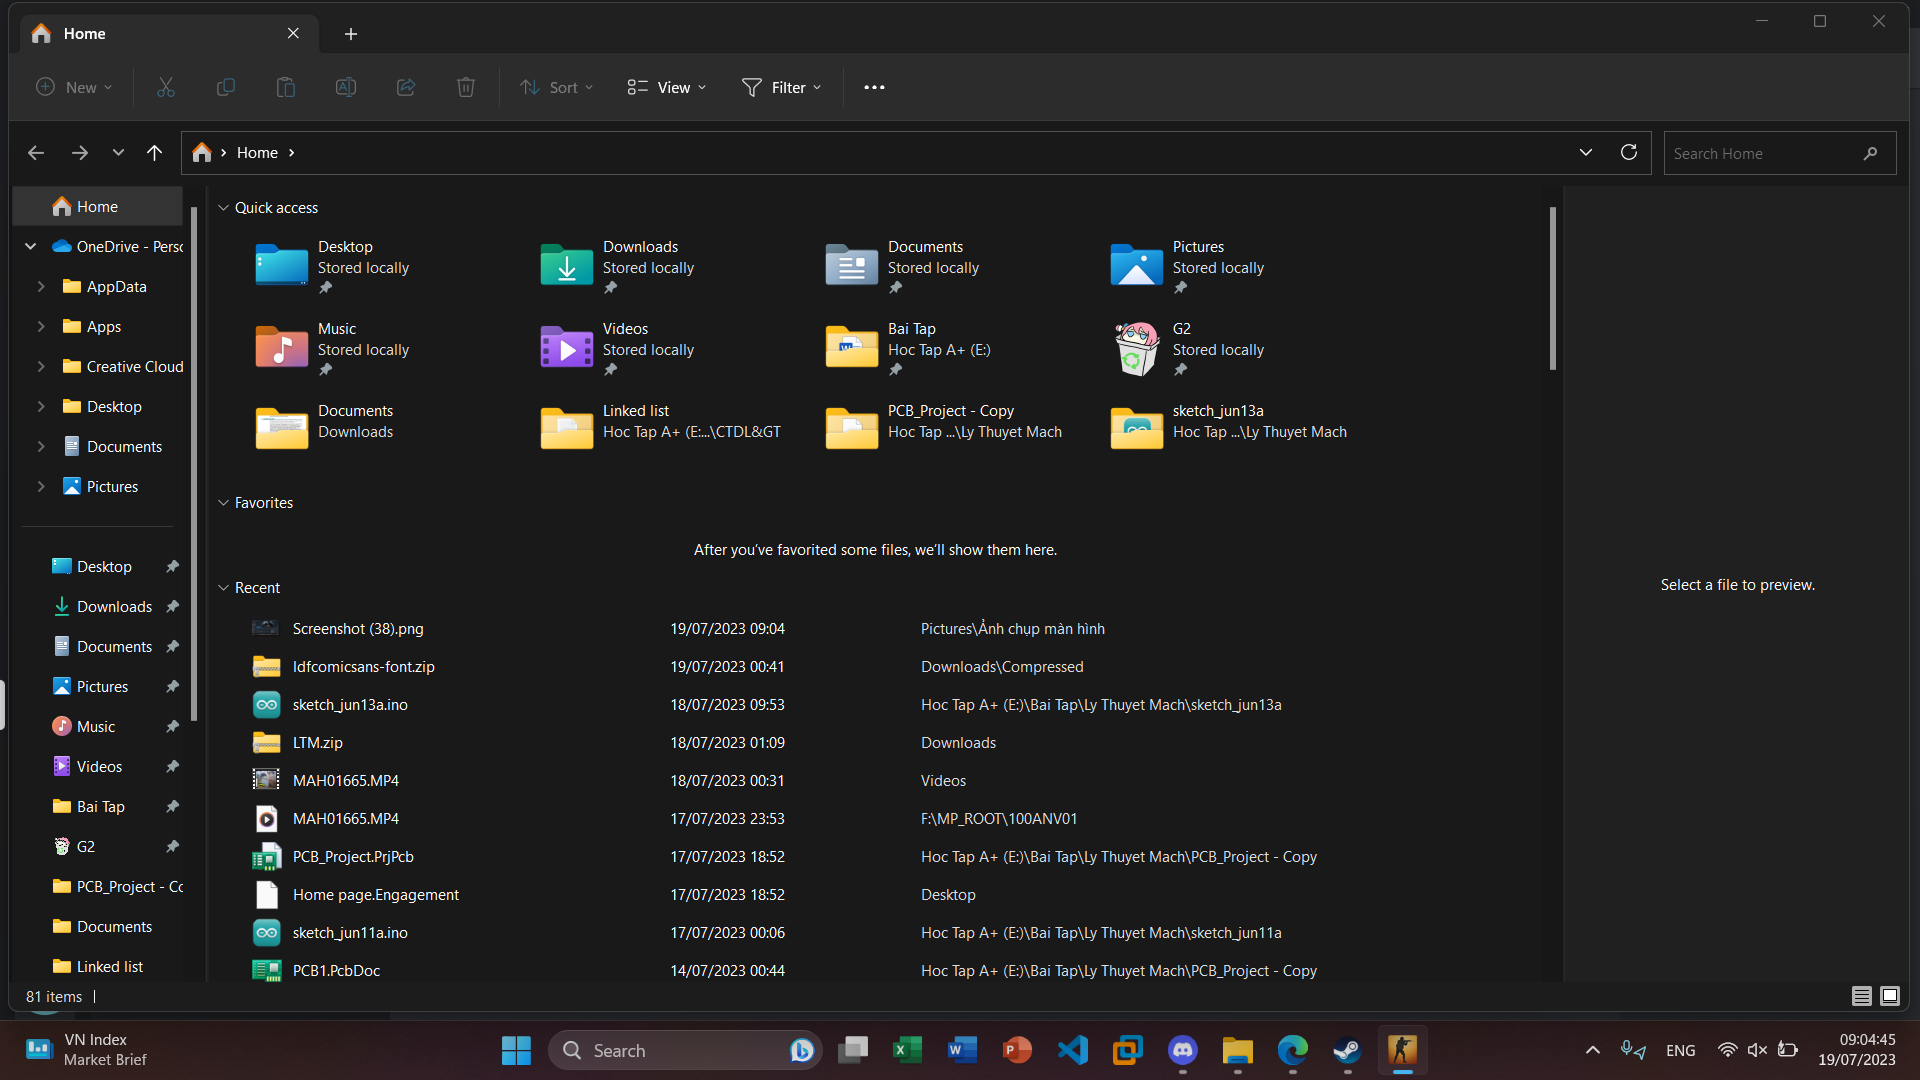 Home
New
Sort
View
Filter
Home
Search Home
Home
OneDrive - Perso
AppData
Apps
Creative Cloud
Desktop
Documents
Pictures
Desktop
Downloads
Documents
Pictures
Music
Videos
Bai Tap
G2
PCB_Project - Co
Documents
Linked list
Quick access
Desktop
Stored locally
Downloads
Stored locally
Documents
Stored locally
Pictures
Stored locally
Music
Stored locally
Videos
Stored locally
Bai Tap
Hoc Tap A+ (E:)
G2
Stored locally
Documents
Downloads
Linked list
Hoc Tap A+ (E:...\CTDL&GT
PCB_Project - Copy
Hoc Tap ...\Ly Thuyet Mach
sketch_jun13a
Hoc Tap ...\Ly Thuyet Mach
Favorites
After you've favorited some files, we'll show them here.
Recent
Screenshot (38).png 19/07/2023 09:04 Pictures\Ảnh chụp màn hình
ldfcomicsans-font.zip 19/07/2023 00:41 Downloads\Compressed
sketch_jun13a.ino 18/07/2023 09:53 Hoc Tap A+ (E:)\Bai Tap\Ly Thuyet Mach\sketch_jun13a
LTM.zip 18/07/2023 01:09 Downloads
MAH01665.MP4 18/07/2023 00:31 Videos
MAH01665.MP4 17/07/2023 23:53 F:\MP_ROOT\100ANV01
PCB_Project.PrjPcb 17/07/2023 18:52 Hoc Tap A+ (E:)\Bai Tap\Ly Thuyet Mach\PCB_Project - Copy
Home page.Engagement 17/07/2023 18:52 Desktop
sketch_jun11a.ino 17/07/2023 00:06 Hoc Tap A+ (E:)\Bai Tap\Ly Thuyet Mach\sketch_jun11a
PCB1.PcbDoc 14/07/2023 00:44 Hoc Tap A+ (E:)\Bai Tap\Ly Thuyet Mach\PCB_Project - Copy
Select a file to preview.
81 items
VN Index
Market Brief
Search
ENG
09:04:45
19/07/2023